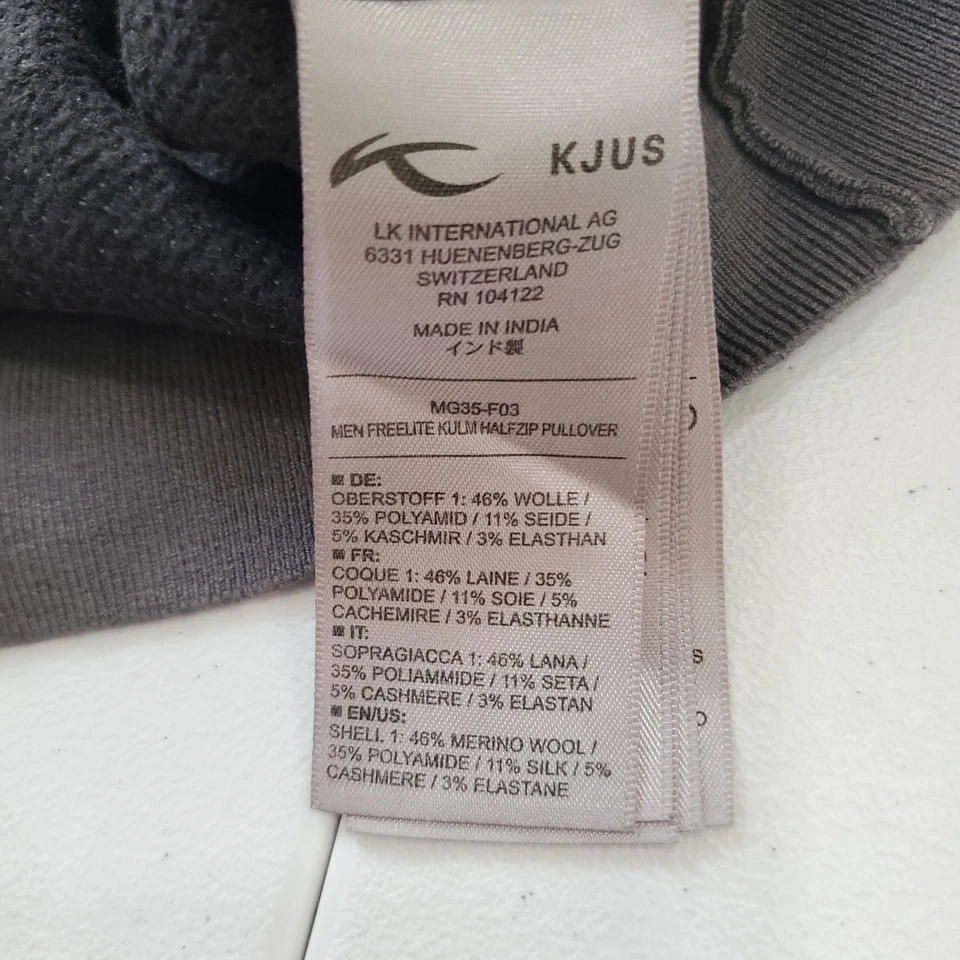 KJUS
LK INTERNATIONAL AG
6331 HUENENBERG-ZUG
SWITZERLAND
RN 104122
MADE IN INDIA
インド製
MG35-F03
MEN FREELITE KULM HALFZIP PULLOVER
DE:
OBERSTOFF 1: 46% WOLLE /
35% POLYAMID / 11% SEIDE /
5% KASCHMIR / 3% ELASTHAN
FR:
COQUE 1: 46% LAINE / 35%
POLYAMIDE / 11% SOIE / 5%
CACHEMIRE / 3% ELASTHANNE
IT:
SOPRAGIACCA 1: 46% LANA /
35% POLIAMMIDE / 11% SETA /
5% CASHMERE / 3% ELASTAN
EN/US:
SHELL 1: 46% MERINO WOOL /
35% POLYAMIDE / 11% SILK / 5%
CASHMERE / 3% ELASTANE